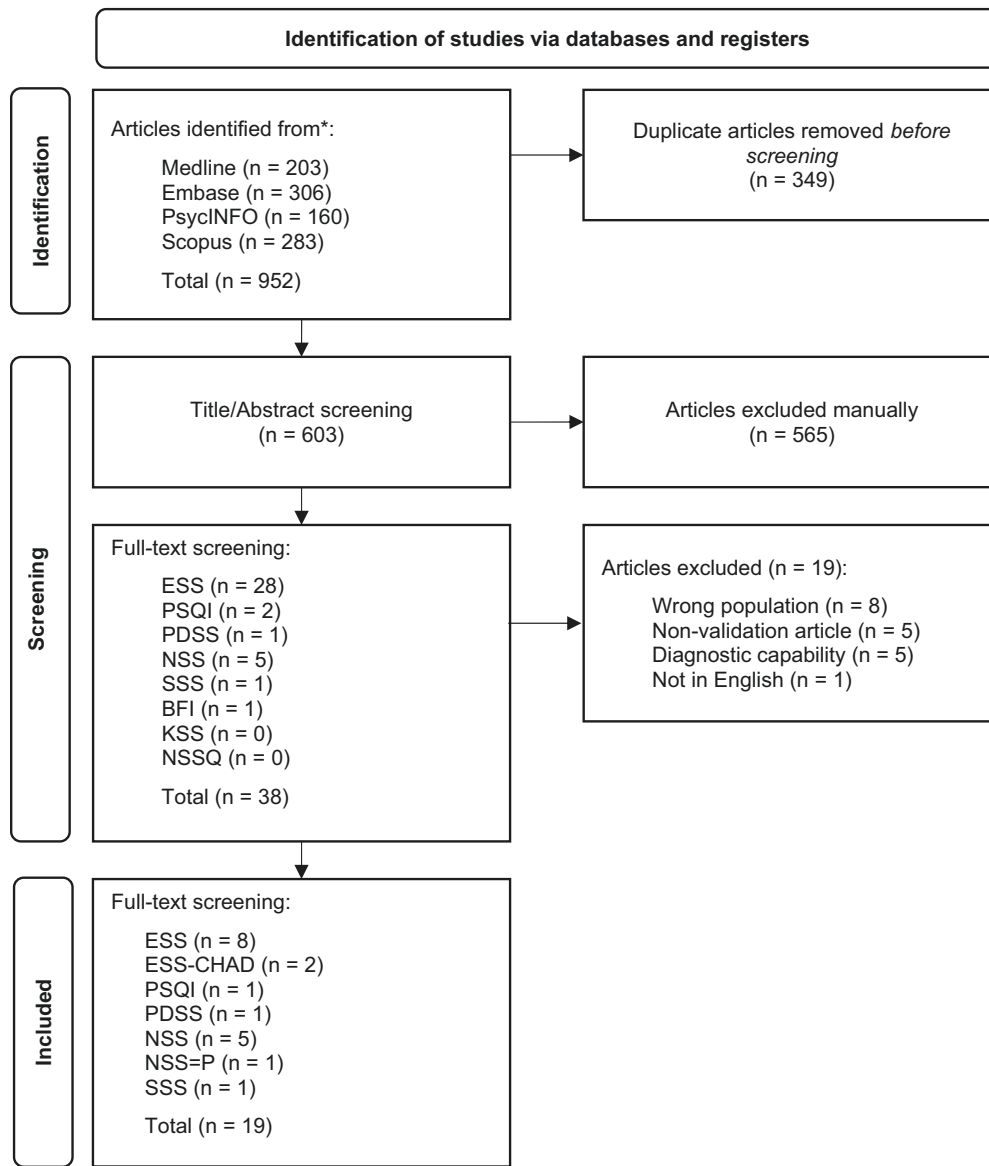 Identification of studies via databases and registers
Identification
Articles identified from*:
Medline (n = 203)
Embase (n = 306)
PsycINFO (n = 160)
Scopus (n = 283)
Total (n = 952)
Duplicate articles removed before
screening
(n = 349)
Screening
Title/Abstract screening
(n = 603)
Articles excluded manually
(n = 565)
Full-text screening:
ESS (n = 28)
PSQI (n = 2)
PDSS (n = 1)
NSS (n = 5)
SSS (n = 1)
BFI (n = 1)
KSS (n = 0)
NSSQ (n = 0)
Total (n = 38)
Articles excluded (n = 19):
Wrong population (n = 8)
Non-validation article (n = 5)
Diagnostic capability (n = 5)
Not in English (n = 1)
Included
Full-text screening:
ESS (n = 8)
ESS-CHAD (n = 2)
PSQI (n = 1)
PDSS (n = 1)
NSS (n = 5)
NSS=P (n = 1)
SSS (n = 1)
Total (n = 19)